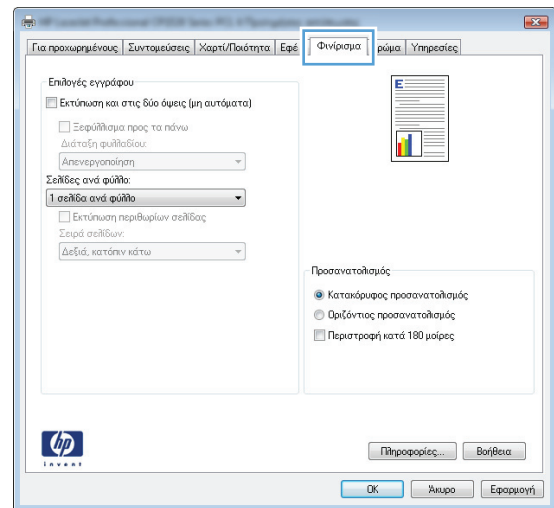 Για προχωρημένους Συντομεύσεις Χαρτί/Ποιότητα Εφέ Φινίρισμα ρώμα Υπηρεσίες
Επιλογές εγγράφου
Εκτύπωση και στις δύο όψεις (μη αυτόματα)
Ξεφύλλισμα προς τα πάνω
Διάταξη φυλλαδίου:
Απενεργοποίηση
Σελίδες ανά φύλλο:
1 σελίδα ανά φύλλο
Εκτύπωση περιθωρίων σελίδας
Σειρά σελίδων:
Δεξιά, κατόπιν κάτω
E
Προσανατολισμός
Κατακόρυφος προσανατολισμός
Οριζόντιος προσανατολισμός
Περιστροφή κατά 180 μοίρες
hp
invent
Πληροφορίες... Βοήθεια
OK Άκυρο Εφαρμογή